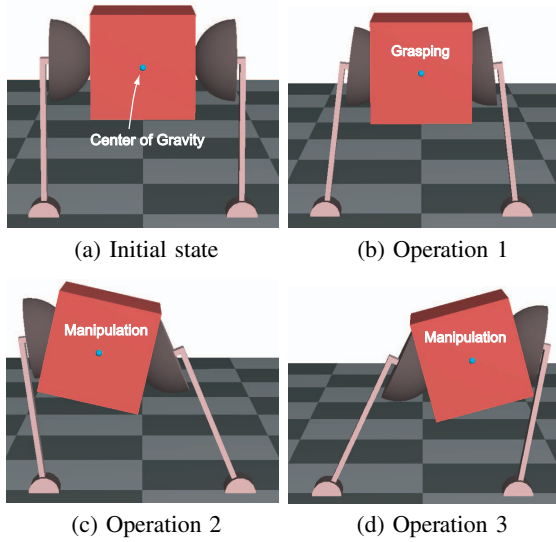 Center of Gravity
Grasping
(a) Initial state
(b) Operation 1
Manipulation
Manipulation
(c) Operation 2
(d) Operation 3